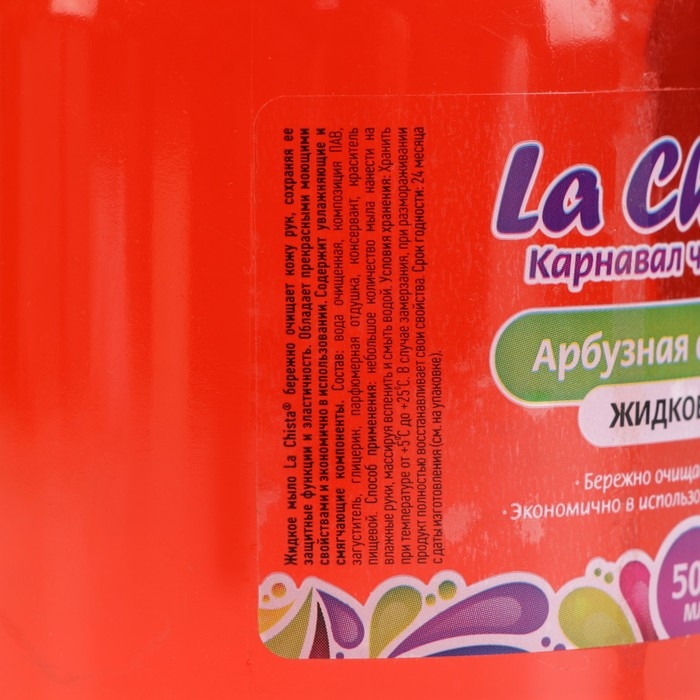 Жидкое мыло La Chista® бережно очищает кожу рук, сохраняя ее
защитные функции и эластичность. Обладает прекрасными моющими
свойствами и экономично в использовании. Содержит увлажняющие и
смягчающие компоненты. Состав: вода очищенная, композиция ПАВ,
загуститель, глицерин, парфюмерная отдушка, консервант, краситель
пищевой. Способ применения: небольшое количество мыла нанести на
влажные руки, массируя вспенить и смыть водой. Условия хранения: Хранить
при температуре от +5°С до +25°С. В случае замерзания, при размораживании
продукт полностью восстанавливает свои свойства. Срок годности: 24 месяца
с даты изготовления (см. на упаковке).
La Ch
Карнавал Ч
Арбузная
ЖИДКО
· Бережно очища
· Экономично в использо
50